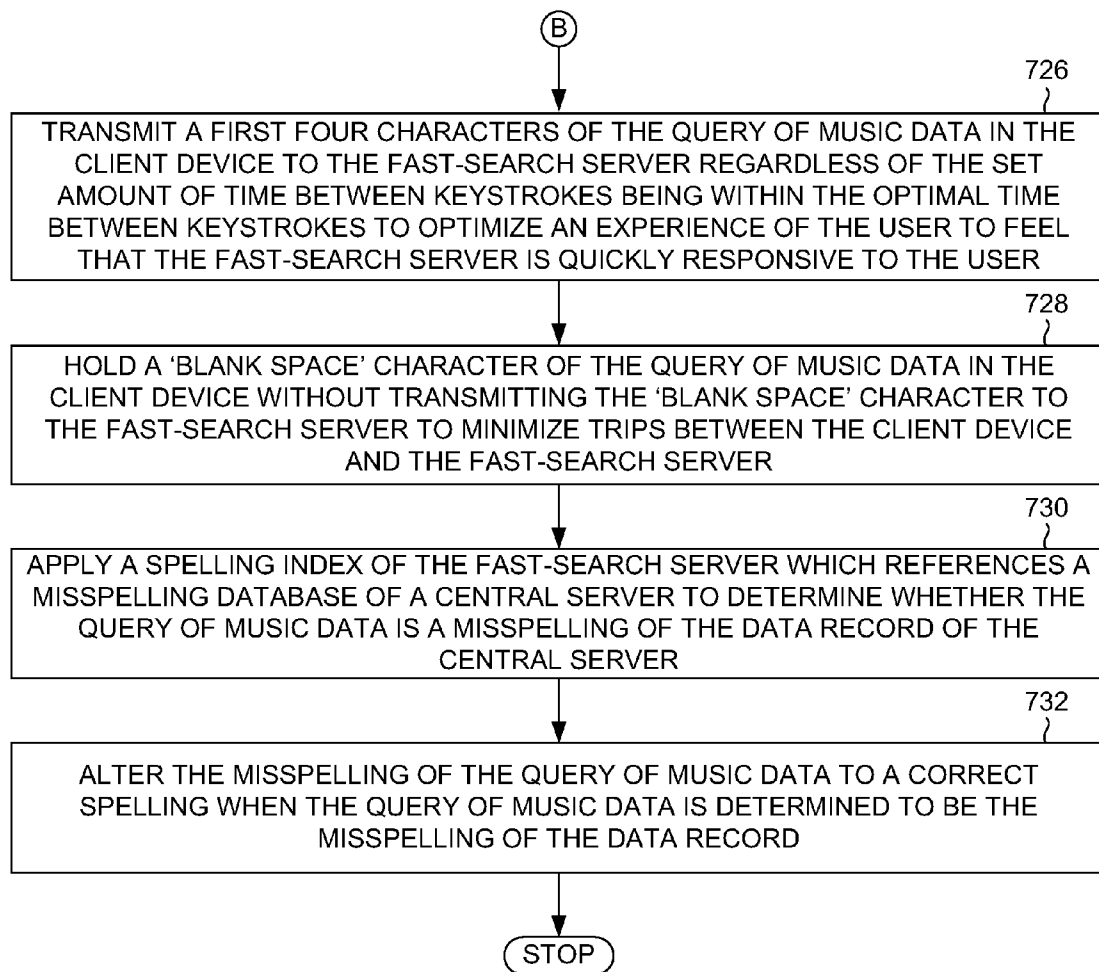 B
726
TRANSMIT A FIRST FOUR CHARACTERS OF THE QUERY OF MUSIC DATA IN THE
CLIENT DEVICE TO THE FAST-SEARCH SERVER REGARDLESS OF THE SET
AMOUNT OF TIME BETWEEN KEYSTROKES BEING WITHIN THE OPTIMAL TIME
BETWEEN KEYSTROKES TO OPTIMIZE AN EXPERIENCE OF THE USER TO FEEL
THAT THE FAST-SEARCH SERVER IS QUICKLY RESPONSIVE TO THE USER
728
HOLD A ‘BLANK SPACE’ CHARACTER OF THE QUERY OF MUSIC DATA IN THE
CLIENT DEVICE WITHOUT TRANSMITTING THE ‘BLANK SPACE’ CHARACTER TO
THE FAST-SEARCH SERVER TO MINIMIZE TRIPS BETWEEN THE CLIENT DEVICE
AND THE FAST-SEARCH SERVER
730
APPLY A SPELLING INDEX OF THE FAST-SEARCH SERVER WHICH REFERENCES A
MISSPELLING DATABASE OF A CENTRAL SERVER TO DETERMINE WHETHER THE
QUERY OF MUSIC DATA IS A MISSPELLING OF THE DATA RECORD OF THE
CENTRAL SERVER
732
ALTER THE MISSPELLING OF THE QUERY OF MUSIC DATA TO A CORRECT
SPELLING WHEN THE QUERY OF MUSIC DATA IS DETERMINED TO BE THE
MISSPELLING OF THE DATA RECORD
STOP